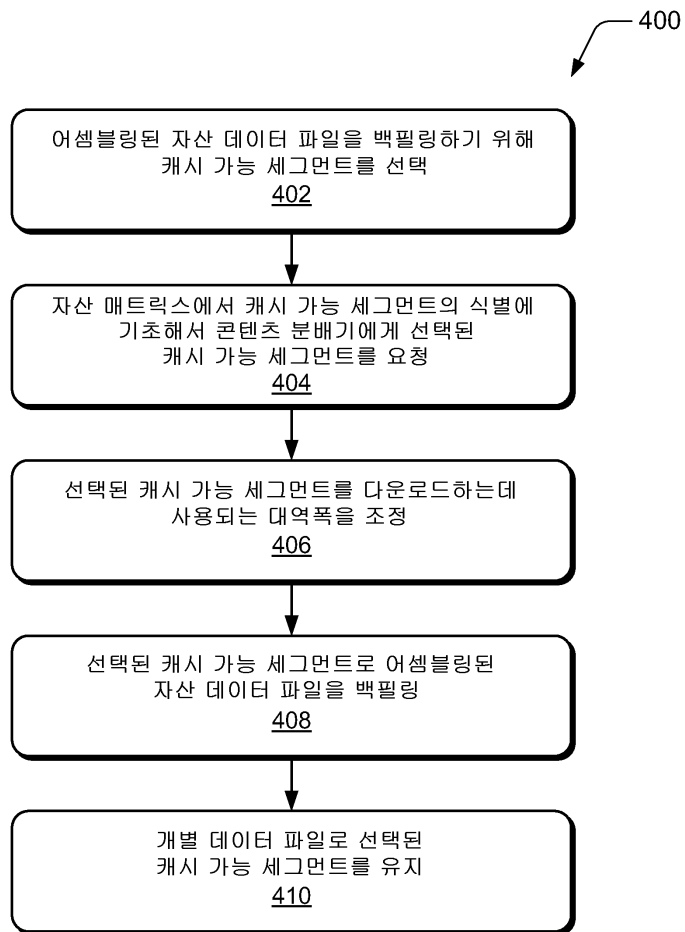 400
어셈블링된 자산 데이터 파일을 백필링하기 위해
캐시 가능 세그먼트를 선택
402
자산 매트릭스에서 캐시 가능 세그먼트의 식별에
기초해서 콘텐츠 분배기에게 선택된
캐시 가능 세그먼트를 요청
404
선택된 캐시 가능 세그먼트를 다운로드하는데
사용되는 대역폭을 조정
406
선택된 캐시 가능 세그먼트로 어셈블링된
자산 데이터 파일을 백필링
408
개별 데이터 파일로 선택된
캐시 가능 세그먼트를 유지
410